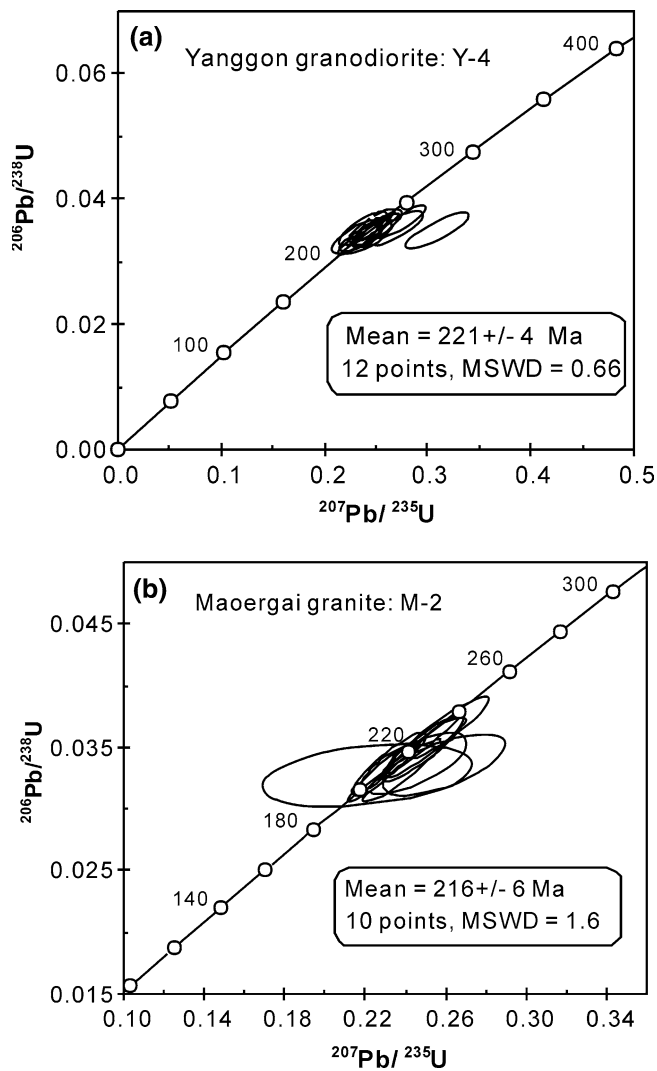 (a)
Yanggon granodiorite: Y-4
400
0.06
300
206Pb/238U
0.04
200
Mean = 221+/- 4 Ma
12 points, MSWD = 0.66
0.02
100
0.00
0.0 0.1 0.2 0.3 0.4 0.5
207Pb/ 235U
(b)
Maoergai granite: M-2
300
0.045
260
206Pb/238U
0.035
220
180
0.025
140
Mean = 216+/- 6 Ma
10 points, MSWD = 1.6
0.015
0.10 0.14 0.18 0.22 0.26 0.30 0.34
207Pb/ 235U